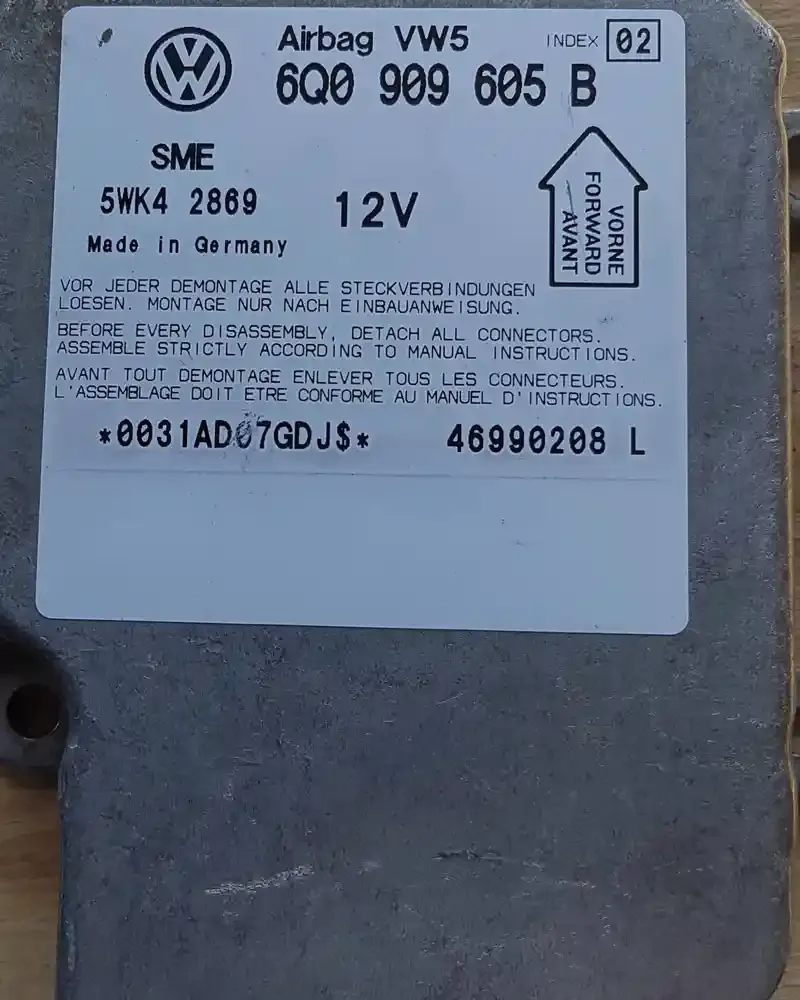 Airbag VW5 INDEX 02
6Q0 909 605 B
SME
5WK4 2869 12V
Made in Germany
VORNE
FORWARD
AVANT
VOR JEDER DEMONTAGE ALLE STECKVERBINDUNGEN
LOESEN. MONTAGE NUR NACH EINBAUANWEISUNG.
BEFORE EVERY DISASSEMBLY, DETACH ALL CONNECTORS.
ASSEMBLE STRICTLY ACCORDING TO MANUAL INSTRUCTIONS.
AVANT TOUT DEMONTAGE ENLEVER TOUS LES CONNECTEURS.
L'ASSEMBLAGE DOIT ETRE CONFORME AU MANUEL D'INSTRUCTIONS.
*0031AD07GDJ$* 46990208 L